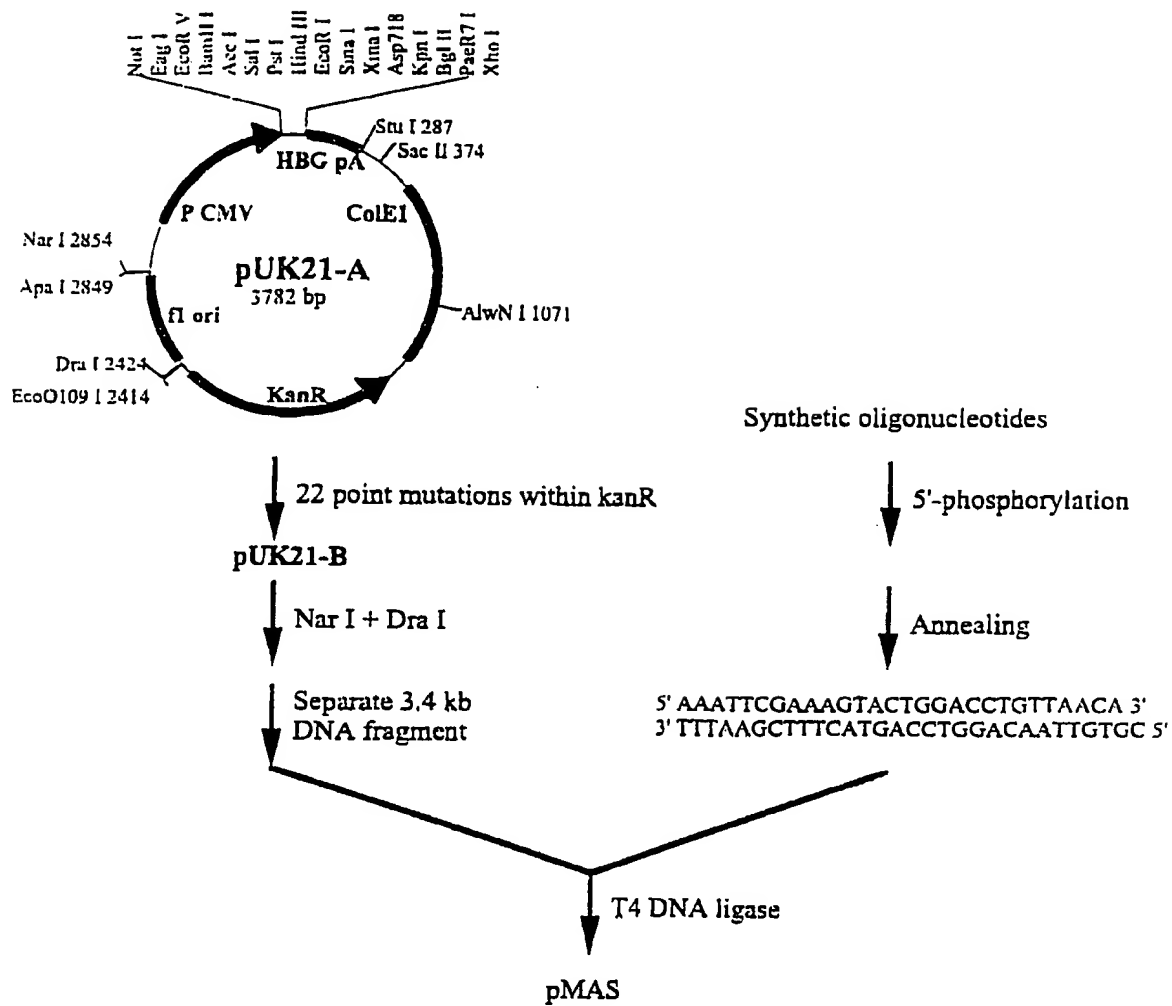 Not I
Eag I
EcoR V
BamH I
Acc I
Sal I
Pst I
Hind III
EcoR I
Sma I
Xma I
Asp718
Kpn I
Bgl II
PaeR7 I
Xho I
Stu I 287
Sac II 374
HBG pA
P CMV
ColE1
Nar I 2854
pUK21-A
3782 bp
Apa I 2849
f1 ori
AlwN I 1071
Dra I 2424
EcoO109 I 2414
KanR
Synthetic oligonucleotides
22 point mutations within kanR
5'-phosphorylation
pUK21-B
Nar I + Dra I
Annealing
Separate 3.4 kb
DNA fragment
5' AAATTCGAAAGTACTGGACCTGTTAACA 3'
3' TTTAAGCTTTCATGACCTGGACAATTGTGC 5'
T4 DNA ligase
pMAS